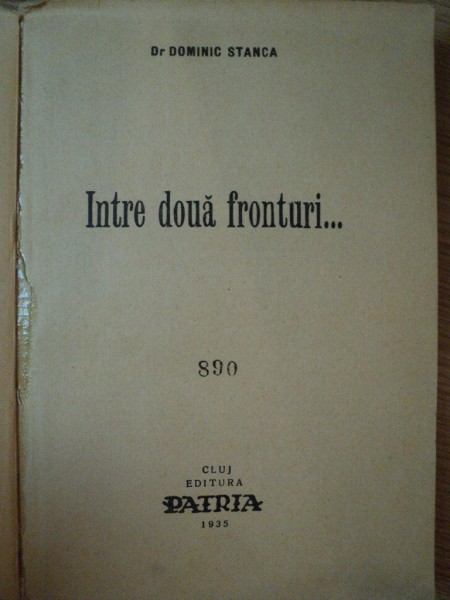 Dr DOMINIC STANCA
Intre două fronturi...
890
CLUJ
EDITURA
PATRIA
1935